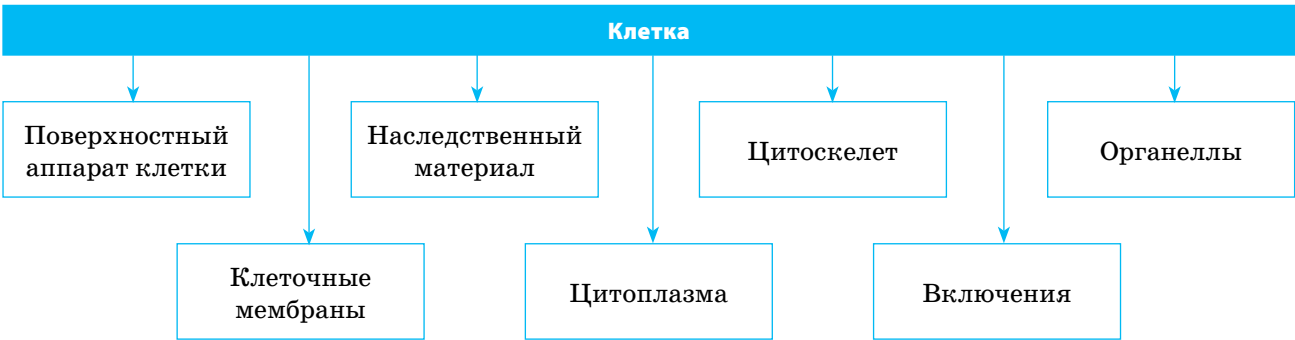 Клетка
Поверхностный
аппарат клетки
Наследственный
материал
Цитоскелет
Органеллы
Клеточные
мембраны
Цитоплазма
Включения